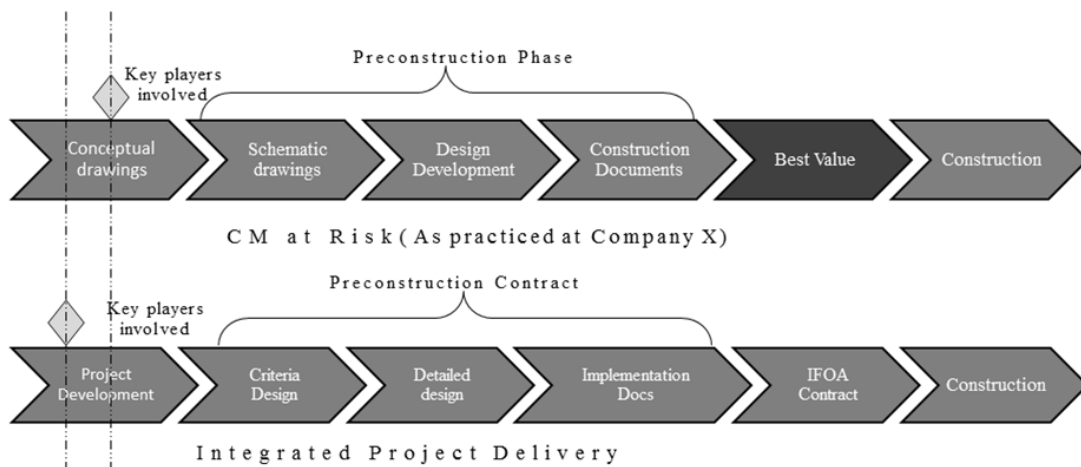 Preconstruction Phase
Key players
involved
Conceptual
drawings
Schematic
drawings
Design
Development
Construction
Documents
Best Value
Construction
CM at Risk(As practiced at Company X)
Preconstruction Contract
Key players
involved
Project
Development
Criteria
Design
Detailed
design
Implementation
Docs
IFOA
Contract
Construction
Integrated Project Delivery